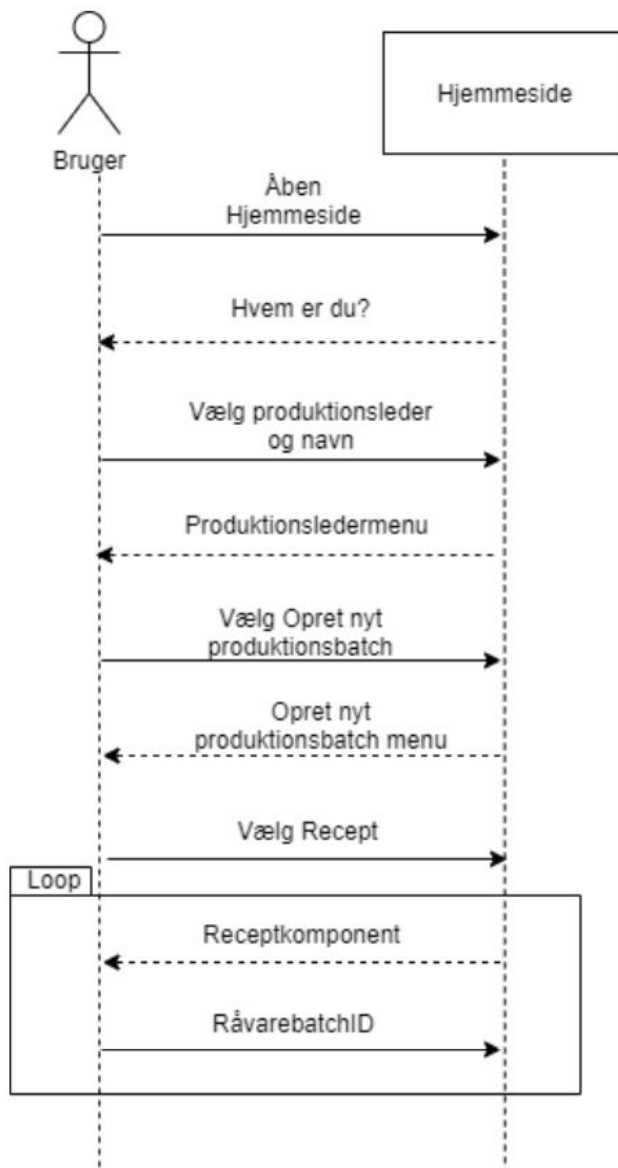 Hjemmeside
Bruger
Åben
Hjemmeside
Hvem er du?
Vælg produktionsleder
og navn
Produktionsledermenu
Vælg Opret nyt
produktionsbatch
Opret nyt
produktionsbatch menu
Vælg Recept
Loop
Receptkomponent
RåvarebatchID